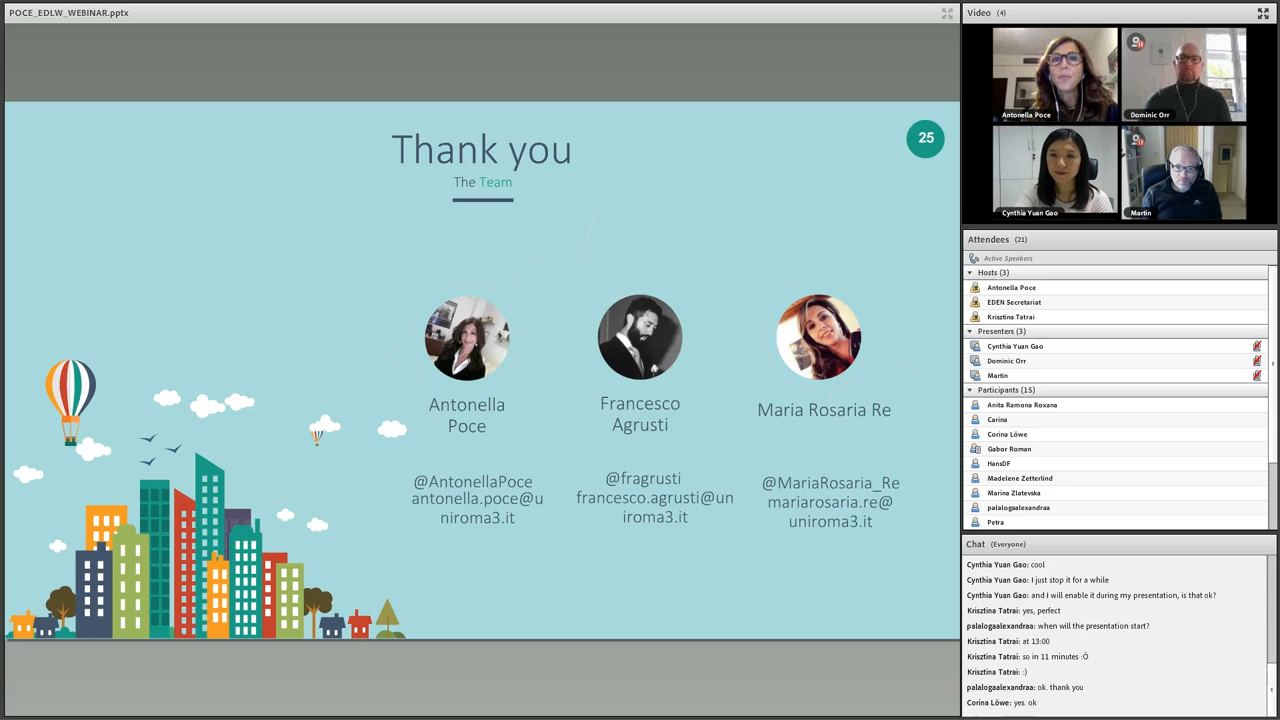 POCE_EDLW_WEBINAR.pptx
Thank you
The Team
25
Antonella
Poce
Francesco
Agrusti
Maria Rosaria Re
@AntonellaPoce
antonella.poce@u
niroma3.it
@fragrusti
francesco.agrusti@un
iroma3.it
@MariaRosaria_Re
mariarosaria.re@
uniroma3.it
Video (4)
Antonella Poce
Dominic Orr
Cynthia Yuan Gao
Martin
Attendees (21)
Active Speakers
Hosts (3)
Antonella Poce
EDEN Secretariat
Krisztina Tatrai
Presenters (3)
Cynthia Yuan Gao
Dominic Orr
Martin
Participants (15)
Anita Ramona Roxana
Carina
Corina Löwe
Gabor Roman
HansDF
Madelene Zetterlind
Marina Zlatevska
palalogaalexandraa
Petra
Chat (Everyone)
Cynthia Yuan Gao: cool
Cynthia Yuan Gao: I just stop it for a while
Cynthia Yuan Gao: and I will enable it during my presentation, is that ok?
Krisztina Tatrai: yes, perfect
palalogaalexandraa: when will the presentation start?
Krisztina Tatrai: at 13:00
Krisztina Tatrai: so in 11 minutes :Ö
Krisztina Tatrai: :)
palalogaalexandraa: ok. thank you
Corina Löwe: yes. ok